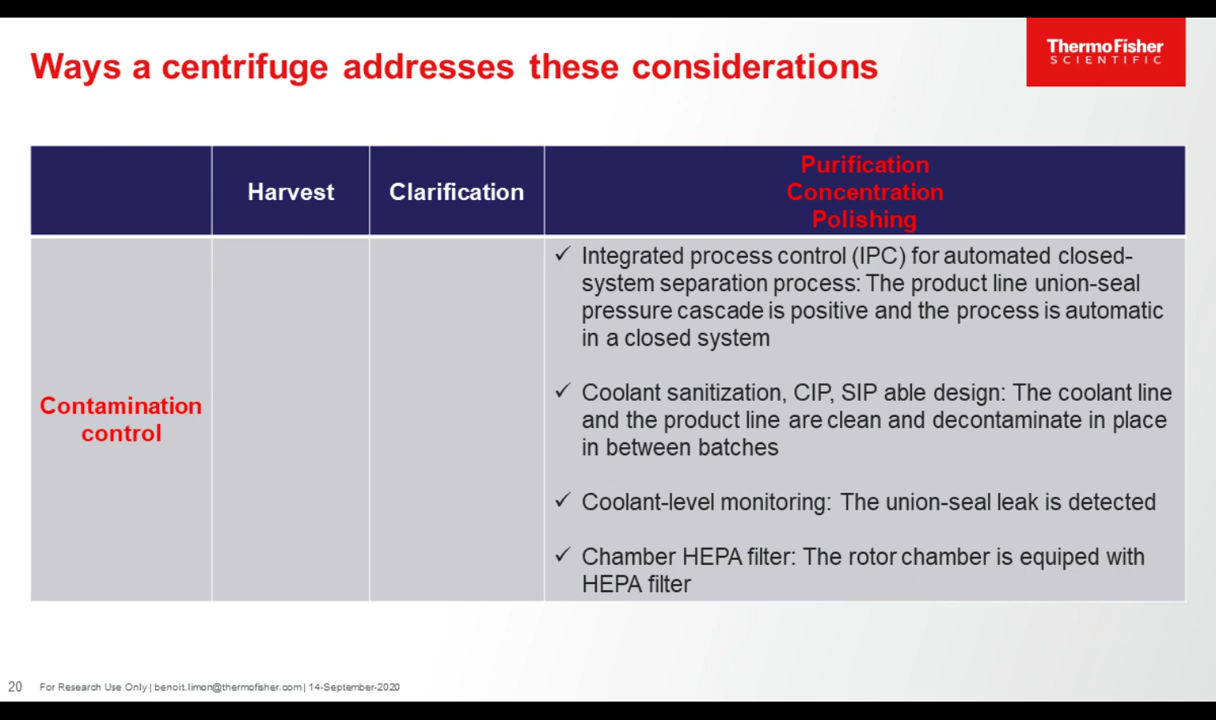 Ways a centrifuge addresses these considerations
ThermoFisher
SCIENTIFIC
Harvest
Clarification
Purification
Concentration
Polishing
Contamination
control
✓ Integrated process control (IPC) for automated closed-
system separation process: The product line union-seal
pressure cascade is positive and the process is automatic
in a closed system
✓ Coolant sanitization, CIP, SIP able design: The coolant line
and the product line are clean and decontaminate in place
in between batches
✓ Coolant-level monitoring: The union-seal leak is detected
✓ Chamber HEPA filter: The rotor chamber is equiped with
HEPA filter
20 For Research Use Only | benoit.limon@thermofisher.com | 14-September-2020